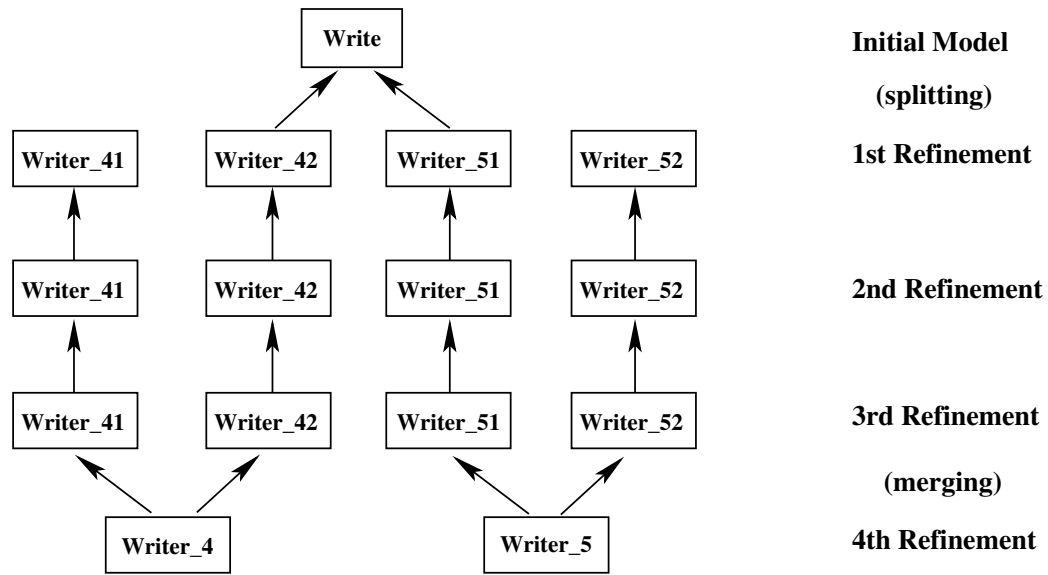 Write
Initial Model
(splitting)
Writer_41 Writer_42 Writer_51 Writer_52 1st Refinement
Writer_41 Writer_42 Writer_51 Writer_52 2nd Refinement
Writer_41 Writer_42 Writer_51 Writer_52 3rd Refinement
(merging)
Writer_4 Writer_5 4th Refinement